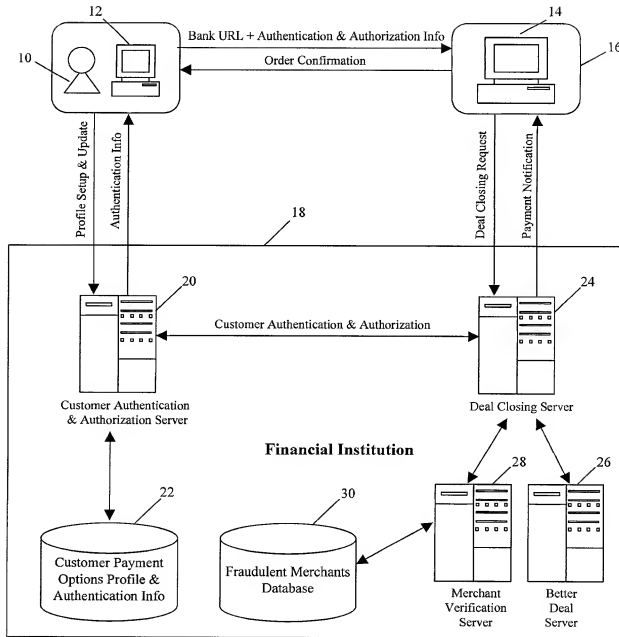 12
14
10
16
Bank URL + Authentication & Authorization Info
Order Confirmation
Profile Setup & Update
Authentication Info
Deal Closing Request
Payment Notification
18
20
24
Customer Authentication & Authorization
Customer Authentication
& Authorization Server
Deal Closing Server
Financial Institution
28
26
22
30
Customer Payment
Options Profile &
Authentication Info
Fraudulent Merchants
Database
Merchant
Verification
Server
Better
Deal
Server